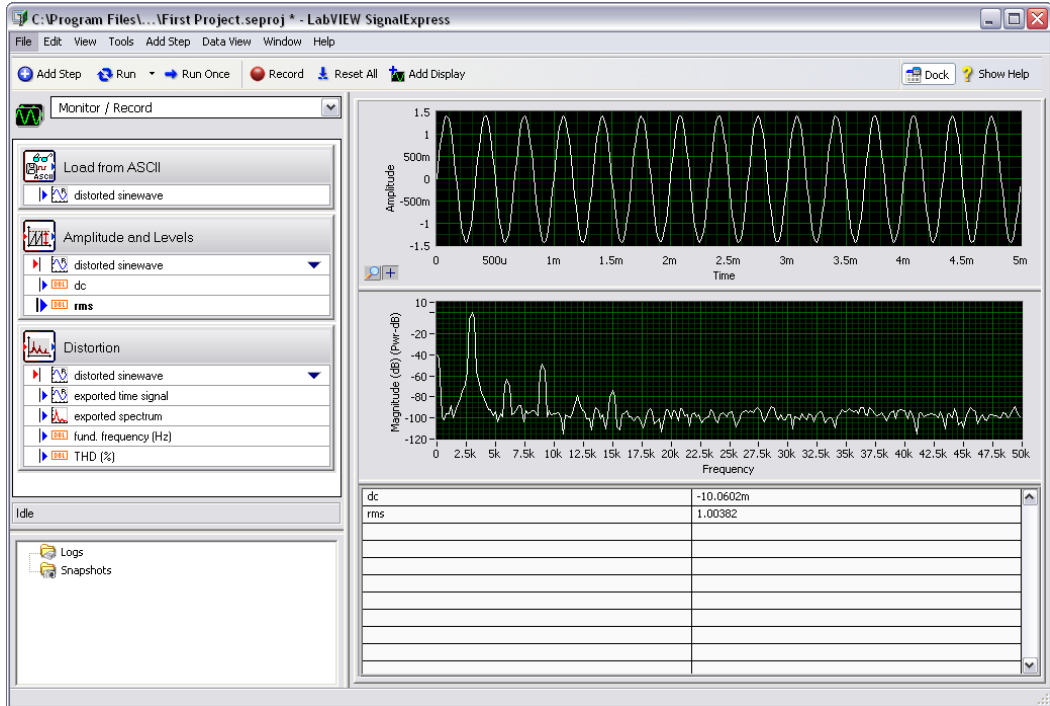 C:\Program Files\...\First Project.seproj * - LabVIEW SignalExpress
File Edit View Tools Add Step Data View Window Help
Add Step Run Run Once Record Reset All Add Display Dock Show Help
Monitor / Record
Load from ASCII
distorted sinewave
Amplitude and Levels
distorted sinewave
DBL dc
DBL rms
Distortion
distorted sinewave
exported time signal
exported spectrum
DBL fund. frequency (Hz)
DBL THD (%)
Idle
Logs
Snapshots
Amplitude
1.5
1
500m
0
-500m
-1
-1.5
0 500u 1m 1.5m 2m 2.5m 3m 3.5m 4m 4.5m 5m
Time
Magnitude (dB) (Pwr-dB)
10
-20
-40
-60
-80
-100
-120
0 2.5k 5k 7.5k 10k 12.5k 15k 17.5k 20k 22.5k 25k 27.5k 30k 32.5k 35k 37.5k 40k 42.5k 45k 47.5k 50k
Frequency
dc -10.0602m
rms 1.00382